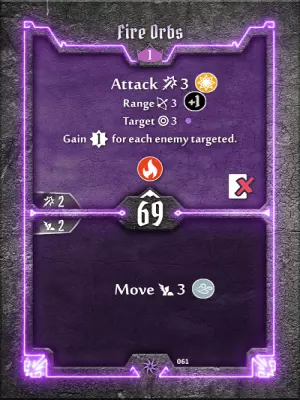 Fire Orbs
1
Attack 3
Range 3 +1
Target 3
Gain 1 for each enemy targeted.
2
69
2
Move 3
061